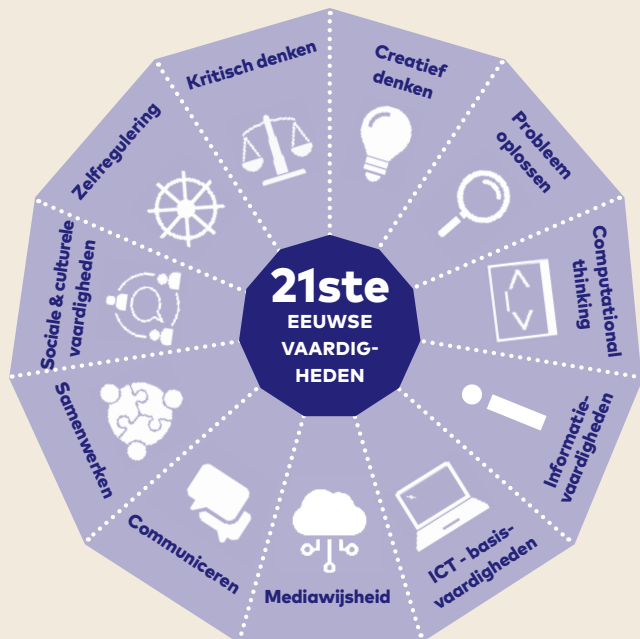 21ste
EEUWSE
VAARDIG-
HEDEN
Creatief
denken
Probleem
oplossen
Computational
thinking
Informatie-
vaardigheden
ICT - basis-
vaardigheden
Mediawijsheid
Communiceren
Samenwerken
Sociale & culturele
vaardigheden
Zelfregulering
Kritisch denken